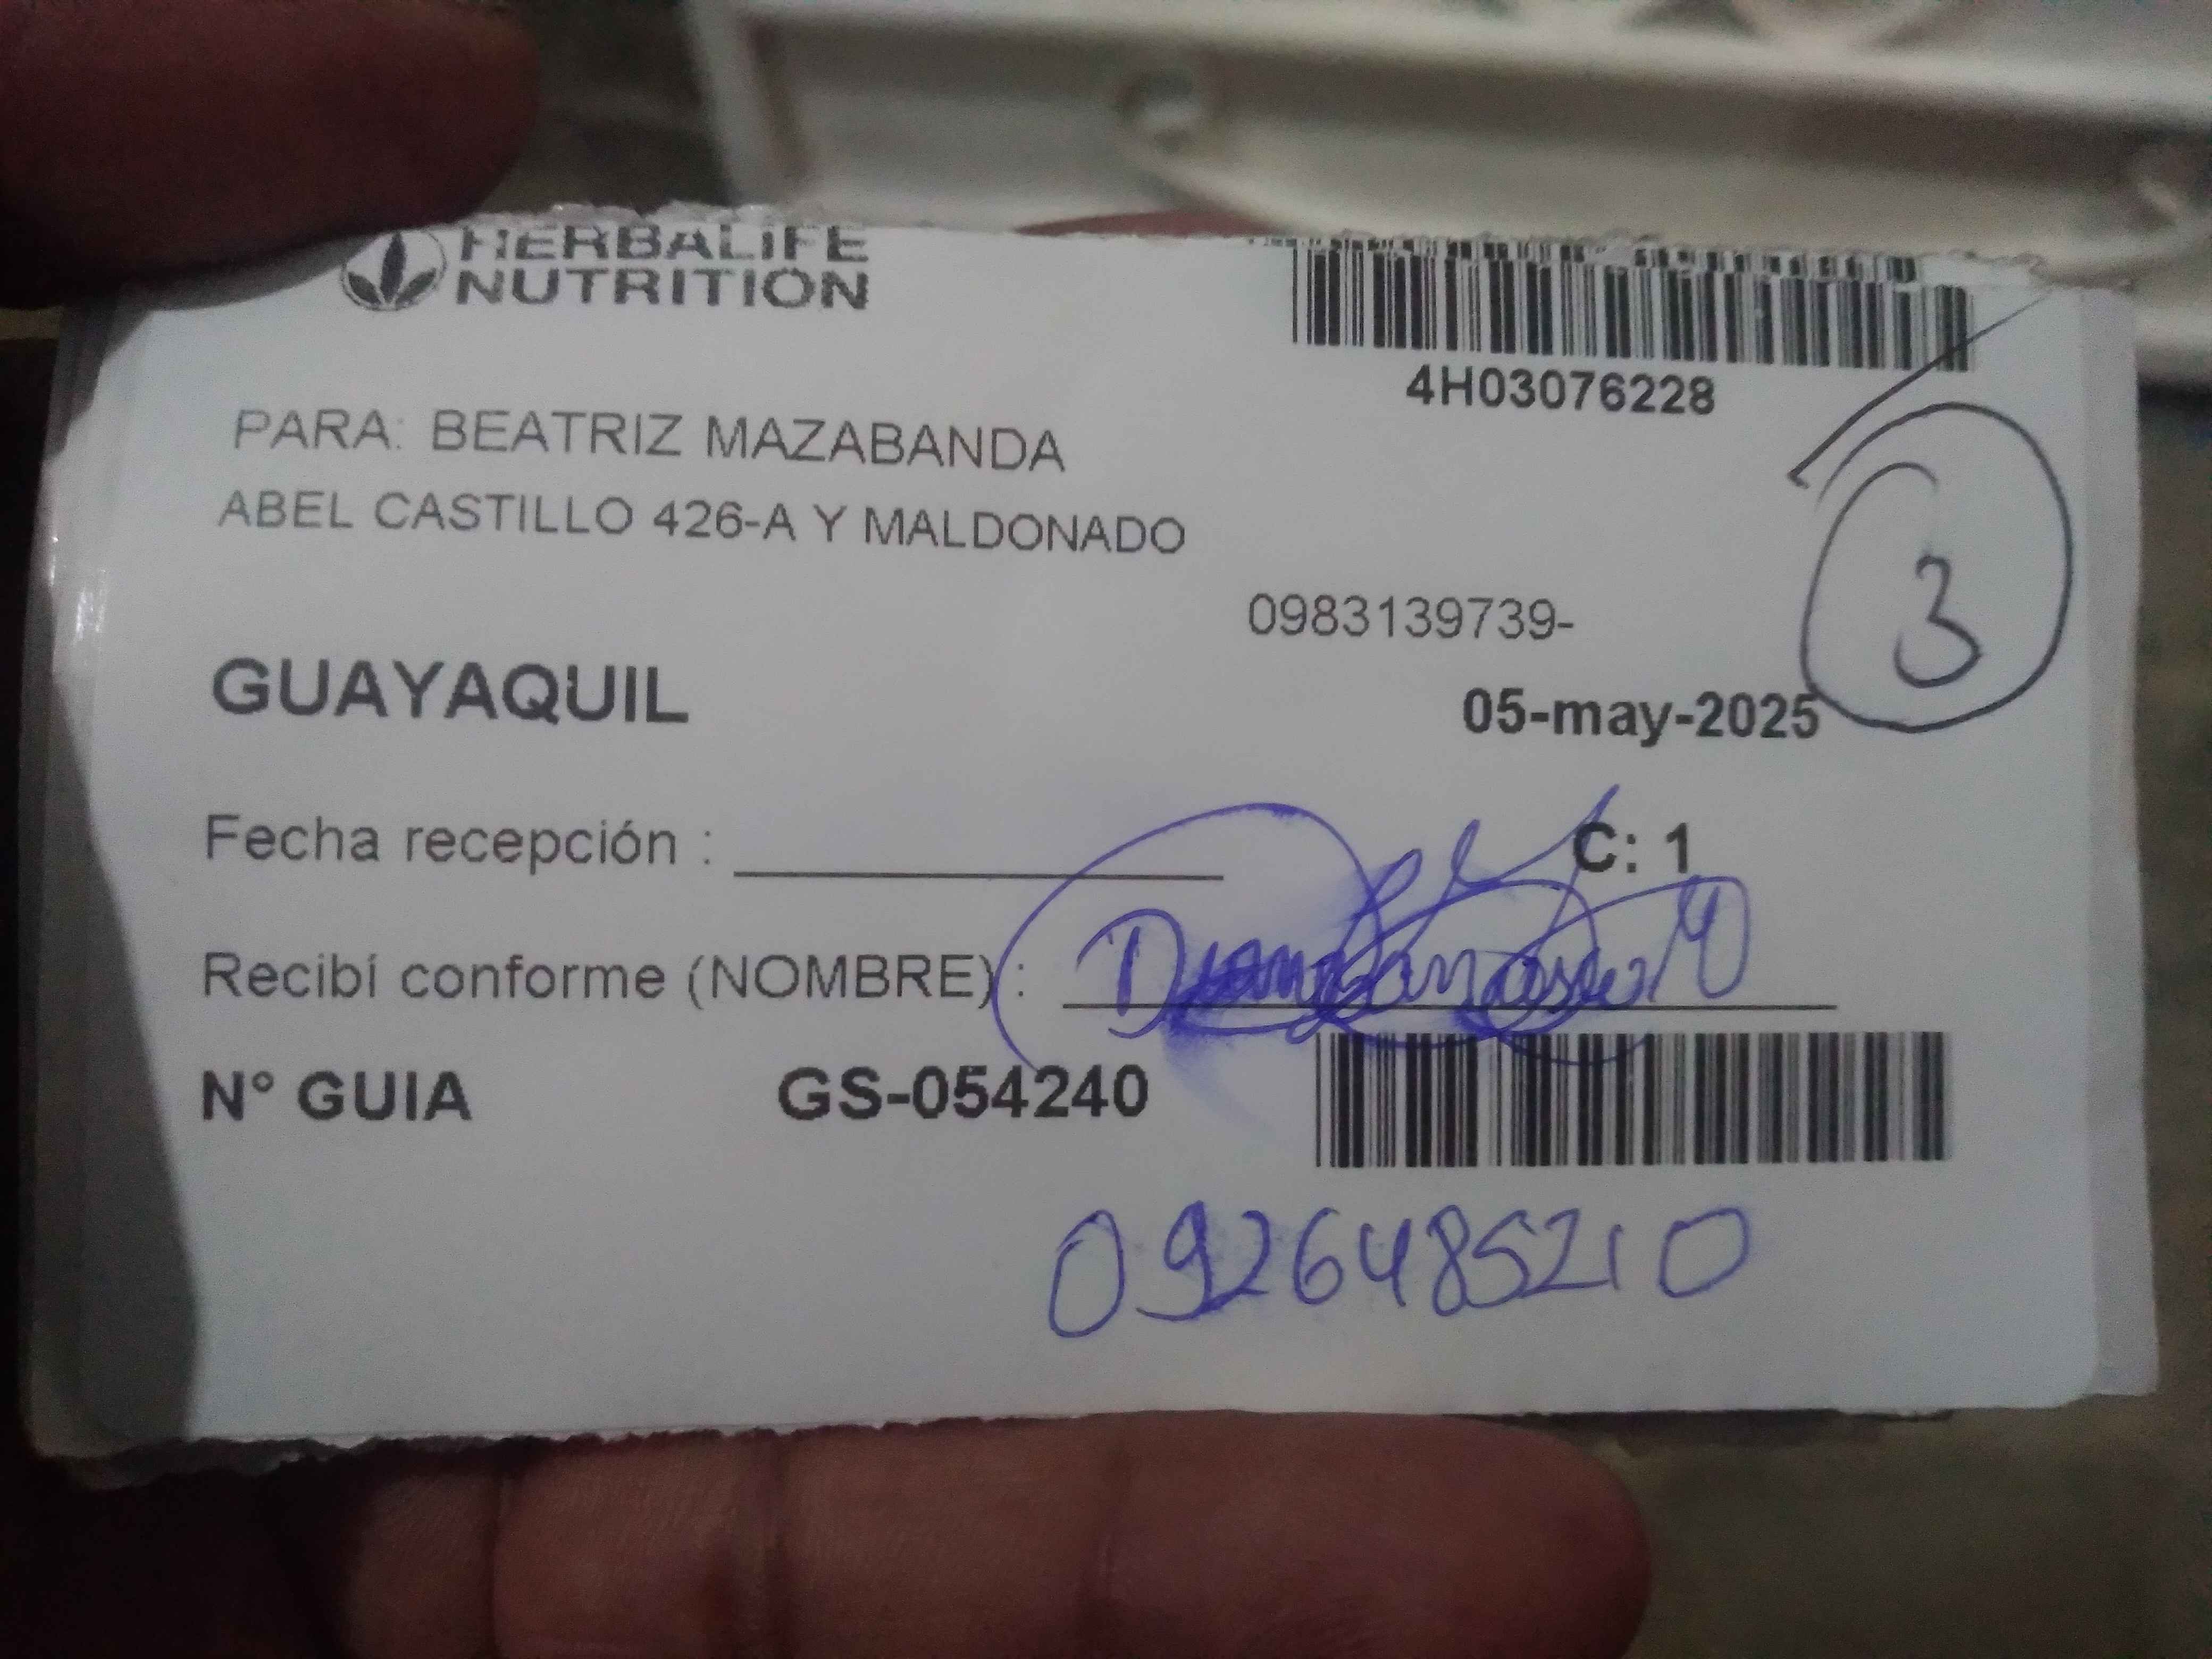 HERBALIFE
NUTRITION
4H03076228
PARA: BEATRIZ MAZABANDA
ABEL CASTILLO 426-A Y MALDONADO
3
0983139739-
GUAYAQUIL
05-may-2025
Fecha recepción :
C: 1
Recibí conforme (NOMBRE) :
N° GUIA GS-054240
0926485210